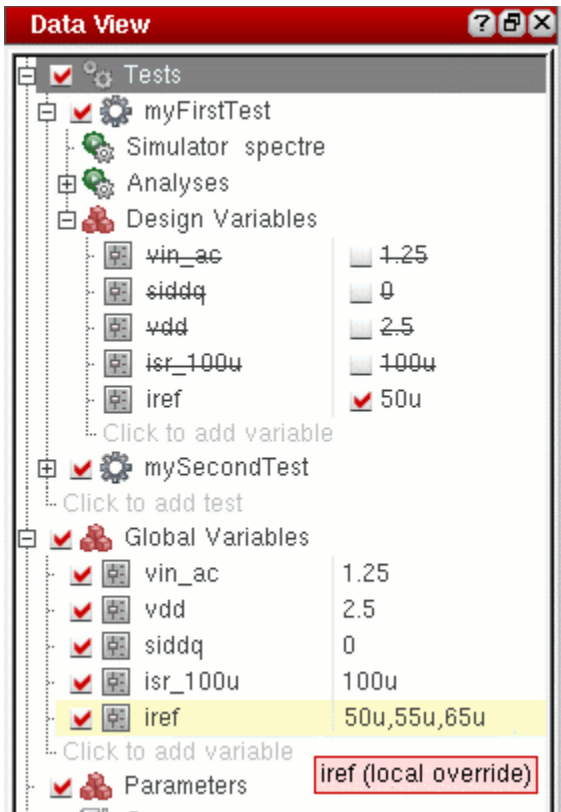 Data View
Tests
myFirstTest
Simulator spectre
Analyses
Design Variables
vin_ac 1.25
siddq 0
vdd 2.5
isr_100u 100u
iref 50u
Click to add variable
mySecondTest
Click to add test
Global Variables
vin_ac 1.25
vdd 2.5
siddq 0
isr_100u 100u
iref 50u,55u,65u
Click to add variable
iref (local override)
Parameters